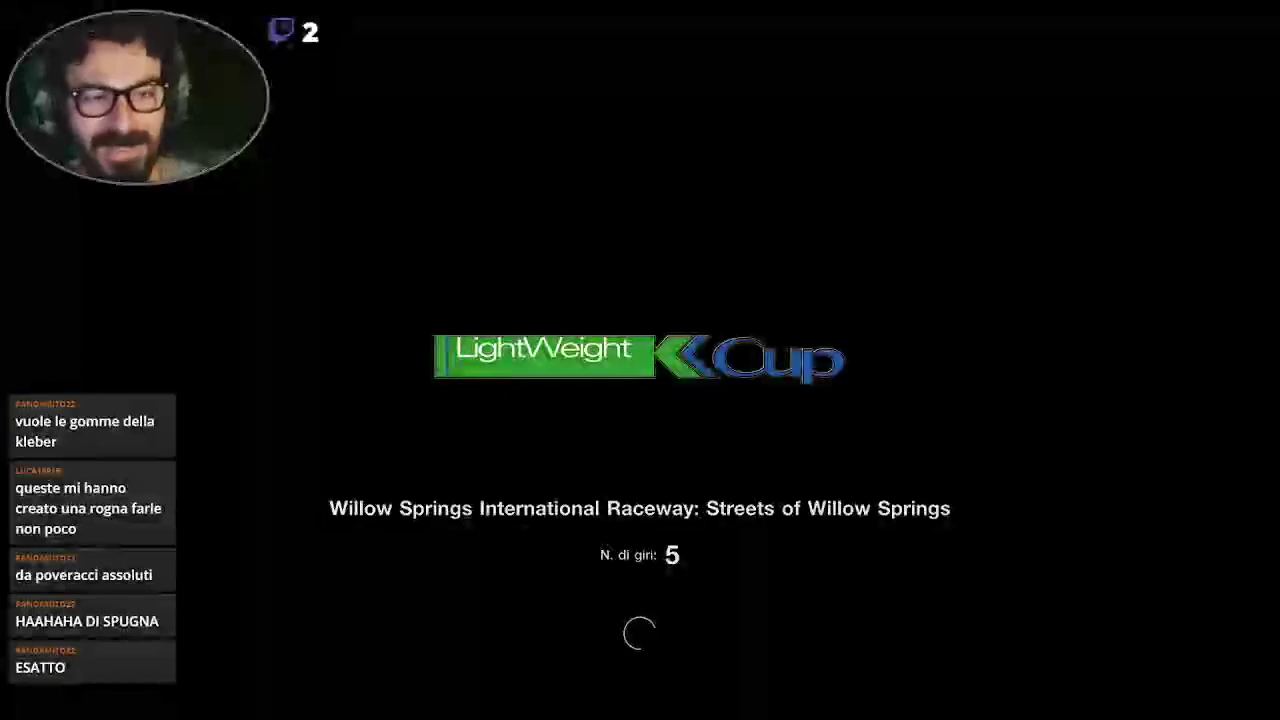 2
LightWeight K Cup
vuole le gomme della
kleber
queste mi hanno
creato una rogna farle
non poco
da poveracci assoluti
HAAHAHA DI SPUGNA
ESATTO
Willow Springs International Raceway: Streets of Willow Springs
N. di giri: 5